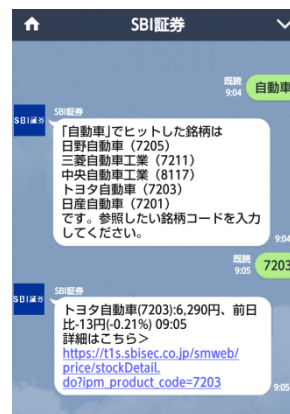 SBI証券
既読
9:04
自動車
SBI証券
SBI証券
「自動車」でヒットした銘柄は
日野自動車（7205）
三菱自動車工業（7211）
中央自動車工業（8117）
トヨタ自動車（7203）
日産自動車（7201）
です。参照したい銘柄コードを入力
してください。
9:04
既読
9:05
7203
SBI証券
SBI証券
トヨタ自動車(7203):6,290円、前日
比-13円(-0.21%) 09:05
詳細はこちら＞
https://t1s.sbisec.co.jp/smweb/
price/stockDetail.
do?ipm_product_code=7203
9:05